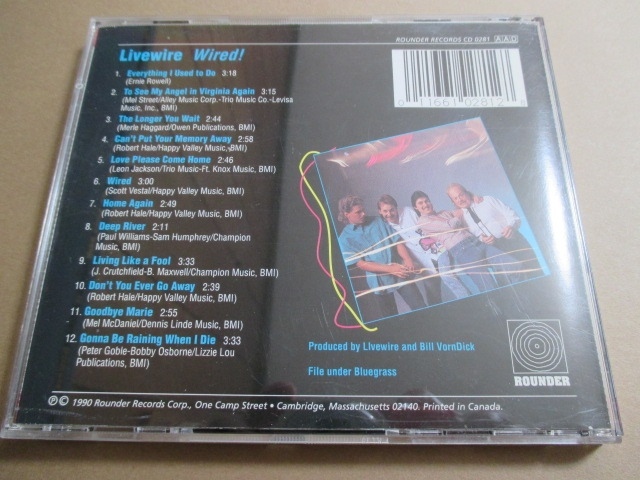 ROUNDER RECORDS CD 0281 AAD
Livewire Wired!
1. Everything I Used to Do 3:18
(Ernie Rowell)
2. To See My Angel in Virginia Again 3:15
(Mel Street/Alley Music Corp.-Trio Music Co.-Levisa
Music, Inc., BMI)
3. The Longer You Wait 2:44
(Merle Haggard/Owen Publications, BMI)
4. Can't Put Your Memory Away 2:58
(Robert Hale/Happy Valley Music, BMI)
5. Love Please Come Home 2:46
(Leon Jackson/Trio Music-Ft. Knox Music, BMI)
6. Wired 3:00
(Scott Vestal/Happy Valley Music, BMI)
7. Home Again 2:49
(Robert Hale/Happy Valley Music, BMI)
8. Deep River 2:11
(Paul Williams-Sam Humphrey/Champion
Music, BMI)
9. Living Like a Fool 3:33
(J. Crutchfield-B. Maxwell/Champion Music, BMI)
10. Don't You Ever Go Away 2:39
(Robert Hale/Happy Valley Music, BMI)
11. Goodbye Marie 2:55
(Mel McDaniel/Dennis Linde Music, BMI)
12. Gonna Be Raining When I Die 3:33
(Peter Goble-Bobby Osborne/Lizzie Lou
Publications, BMI)
0 11661 02812 8
Produced by LIvewire and Bill VornDick
File under Bluegrass
ROUNDER
℗© 1990 Rounder Records Corp., One Camp Street • Cambridge, Massachusetts 02140. Printed in Canada.